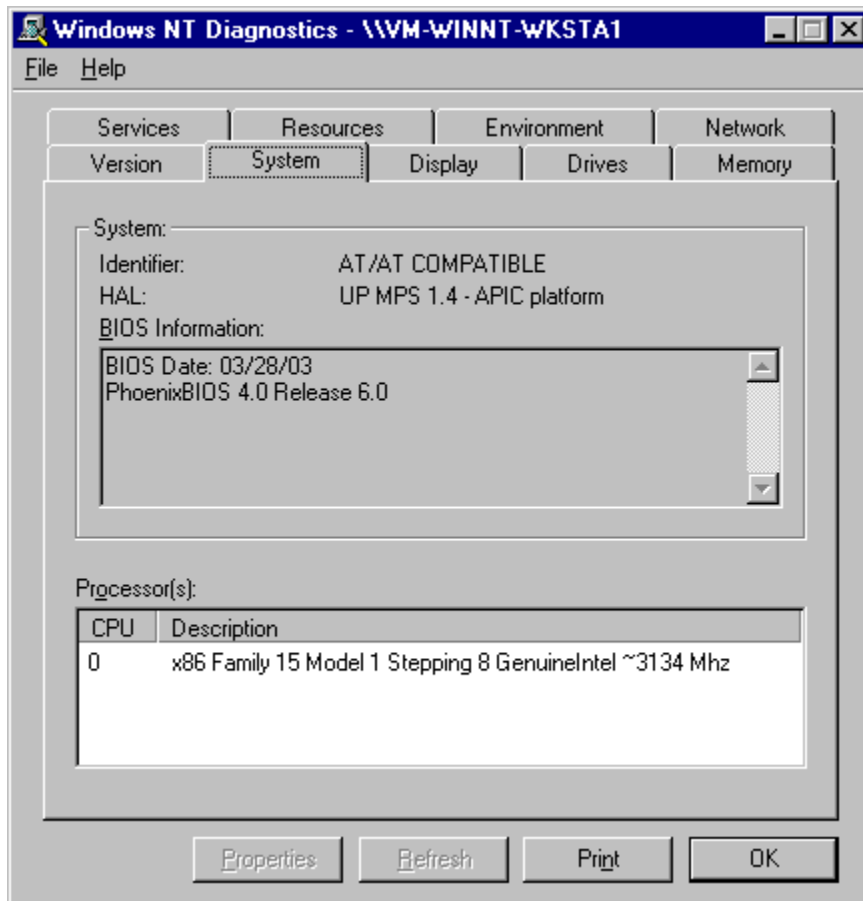 Windows NT Diagnostics - \\VM-WINNT-WKSTA1
File Help
Services Resources Environment Network
Version System Display Drives Memory
System:
Identifier: AT/AT COMPATIBLE
HAL: UP MPS 1.4 - APIC platform
BIOS Information:
BIOS Date: 03/28/03
PhoenixBIOS 4.0 Release 6.0
Processor(s):
CPU Description
0 x86 Family 15 Model 1 Stepping 8 GenuineIntel ~3134 Mhz
Properties Refresh Print OK